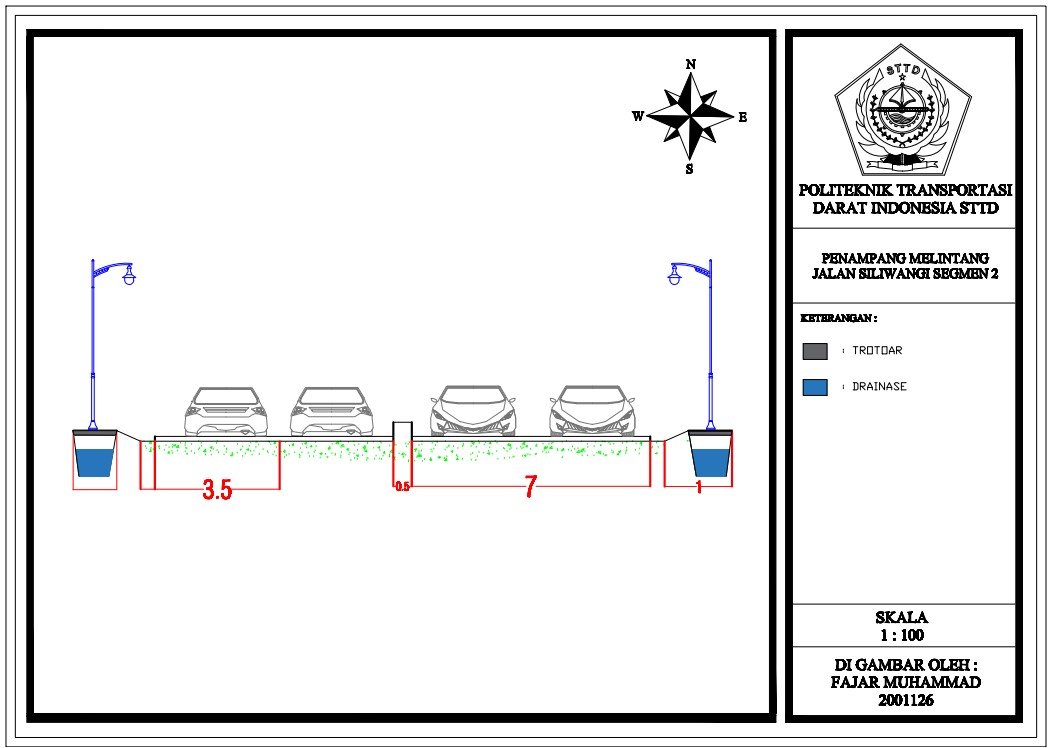 N
W
E
S
3.5
0.5
7
1
STTD
POLITEKNIK TRANSPORTASI
DARAT INDONESIA STTD
PENAMPANG MELINTANG
JALAN SILIWANGI SEGMEN 2
KETERANGAN :
: TROTOAR
: DRAINASE
SKALA
1 : 100
DI GAMBAR OLEH :
FAJAR MUHAMMAD
2001126